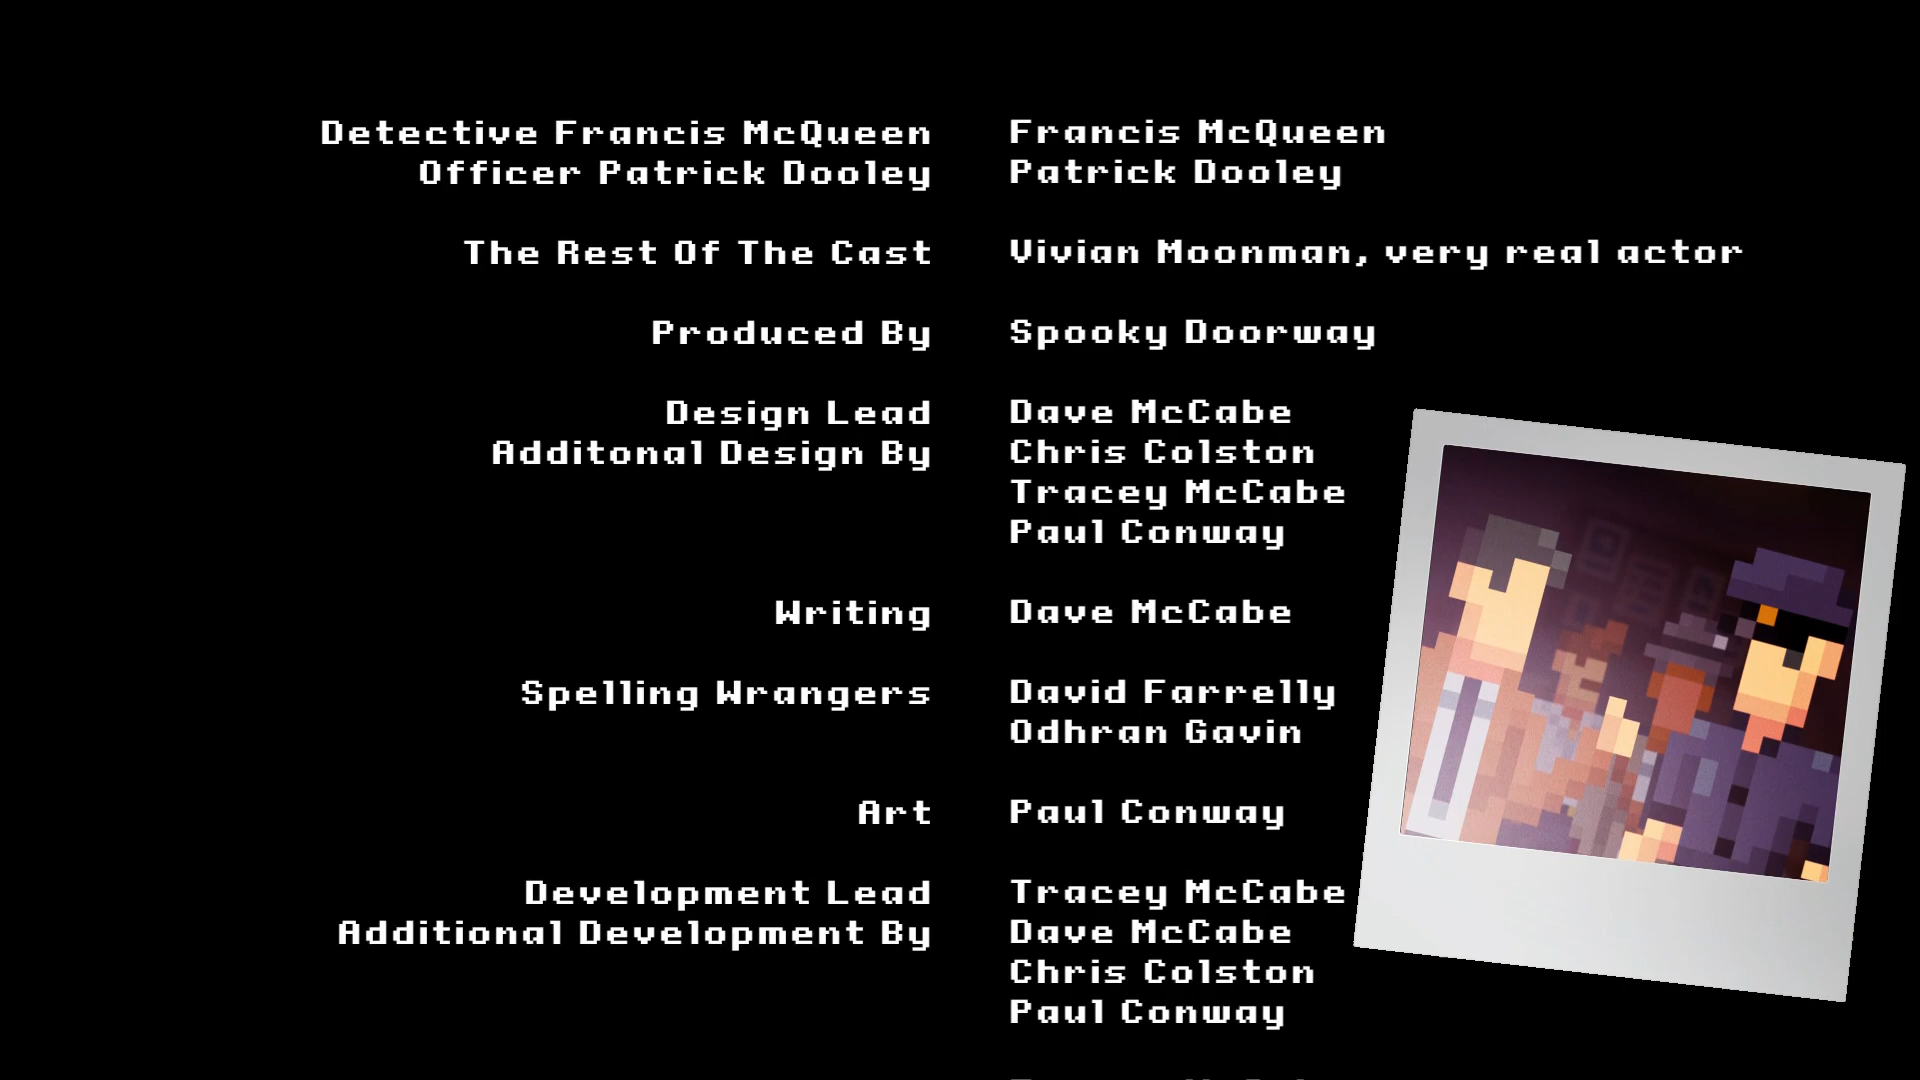 Detective Francis McQueen Francis McQueen
Officer Patrick Dooley Patrick Dooley
The Rest Of The Cast Vivian Moonman, very real actor
Produced By Spooky Doorway
Design Lead Dave McCabe
Additonal Design By Chris Colston
Tracey McCabe
Paul Conway
Writing Dave McCabe
Spelling Wrangers David Farrelly
Odhran Gavin
Art Paul Conway
Development Lead Tracey McCabe
Additional Development By Dave McCabe
Chris Colston
Paul Conway